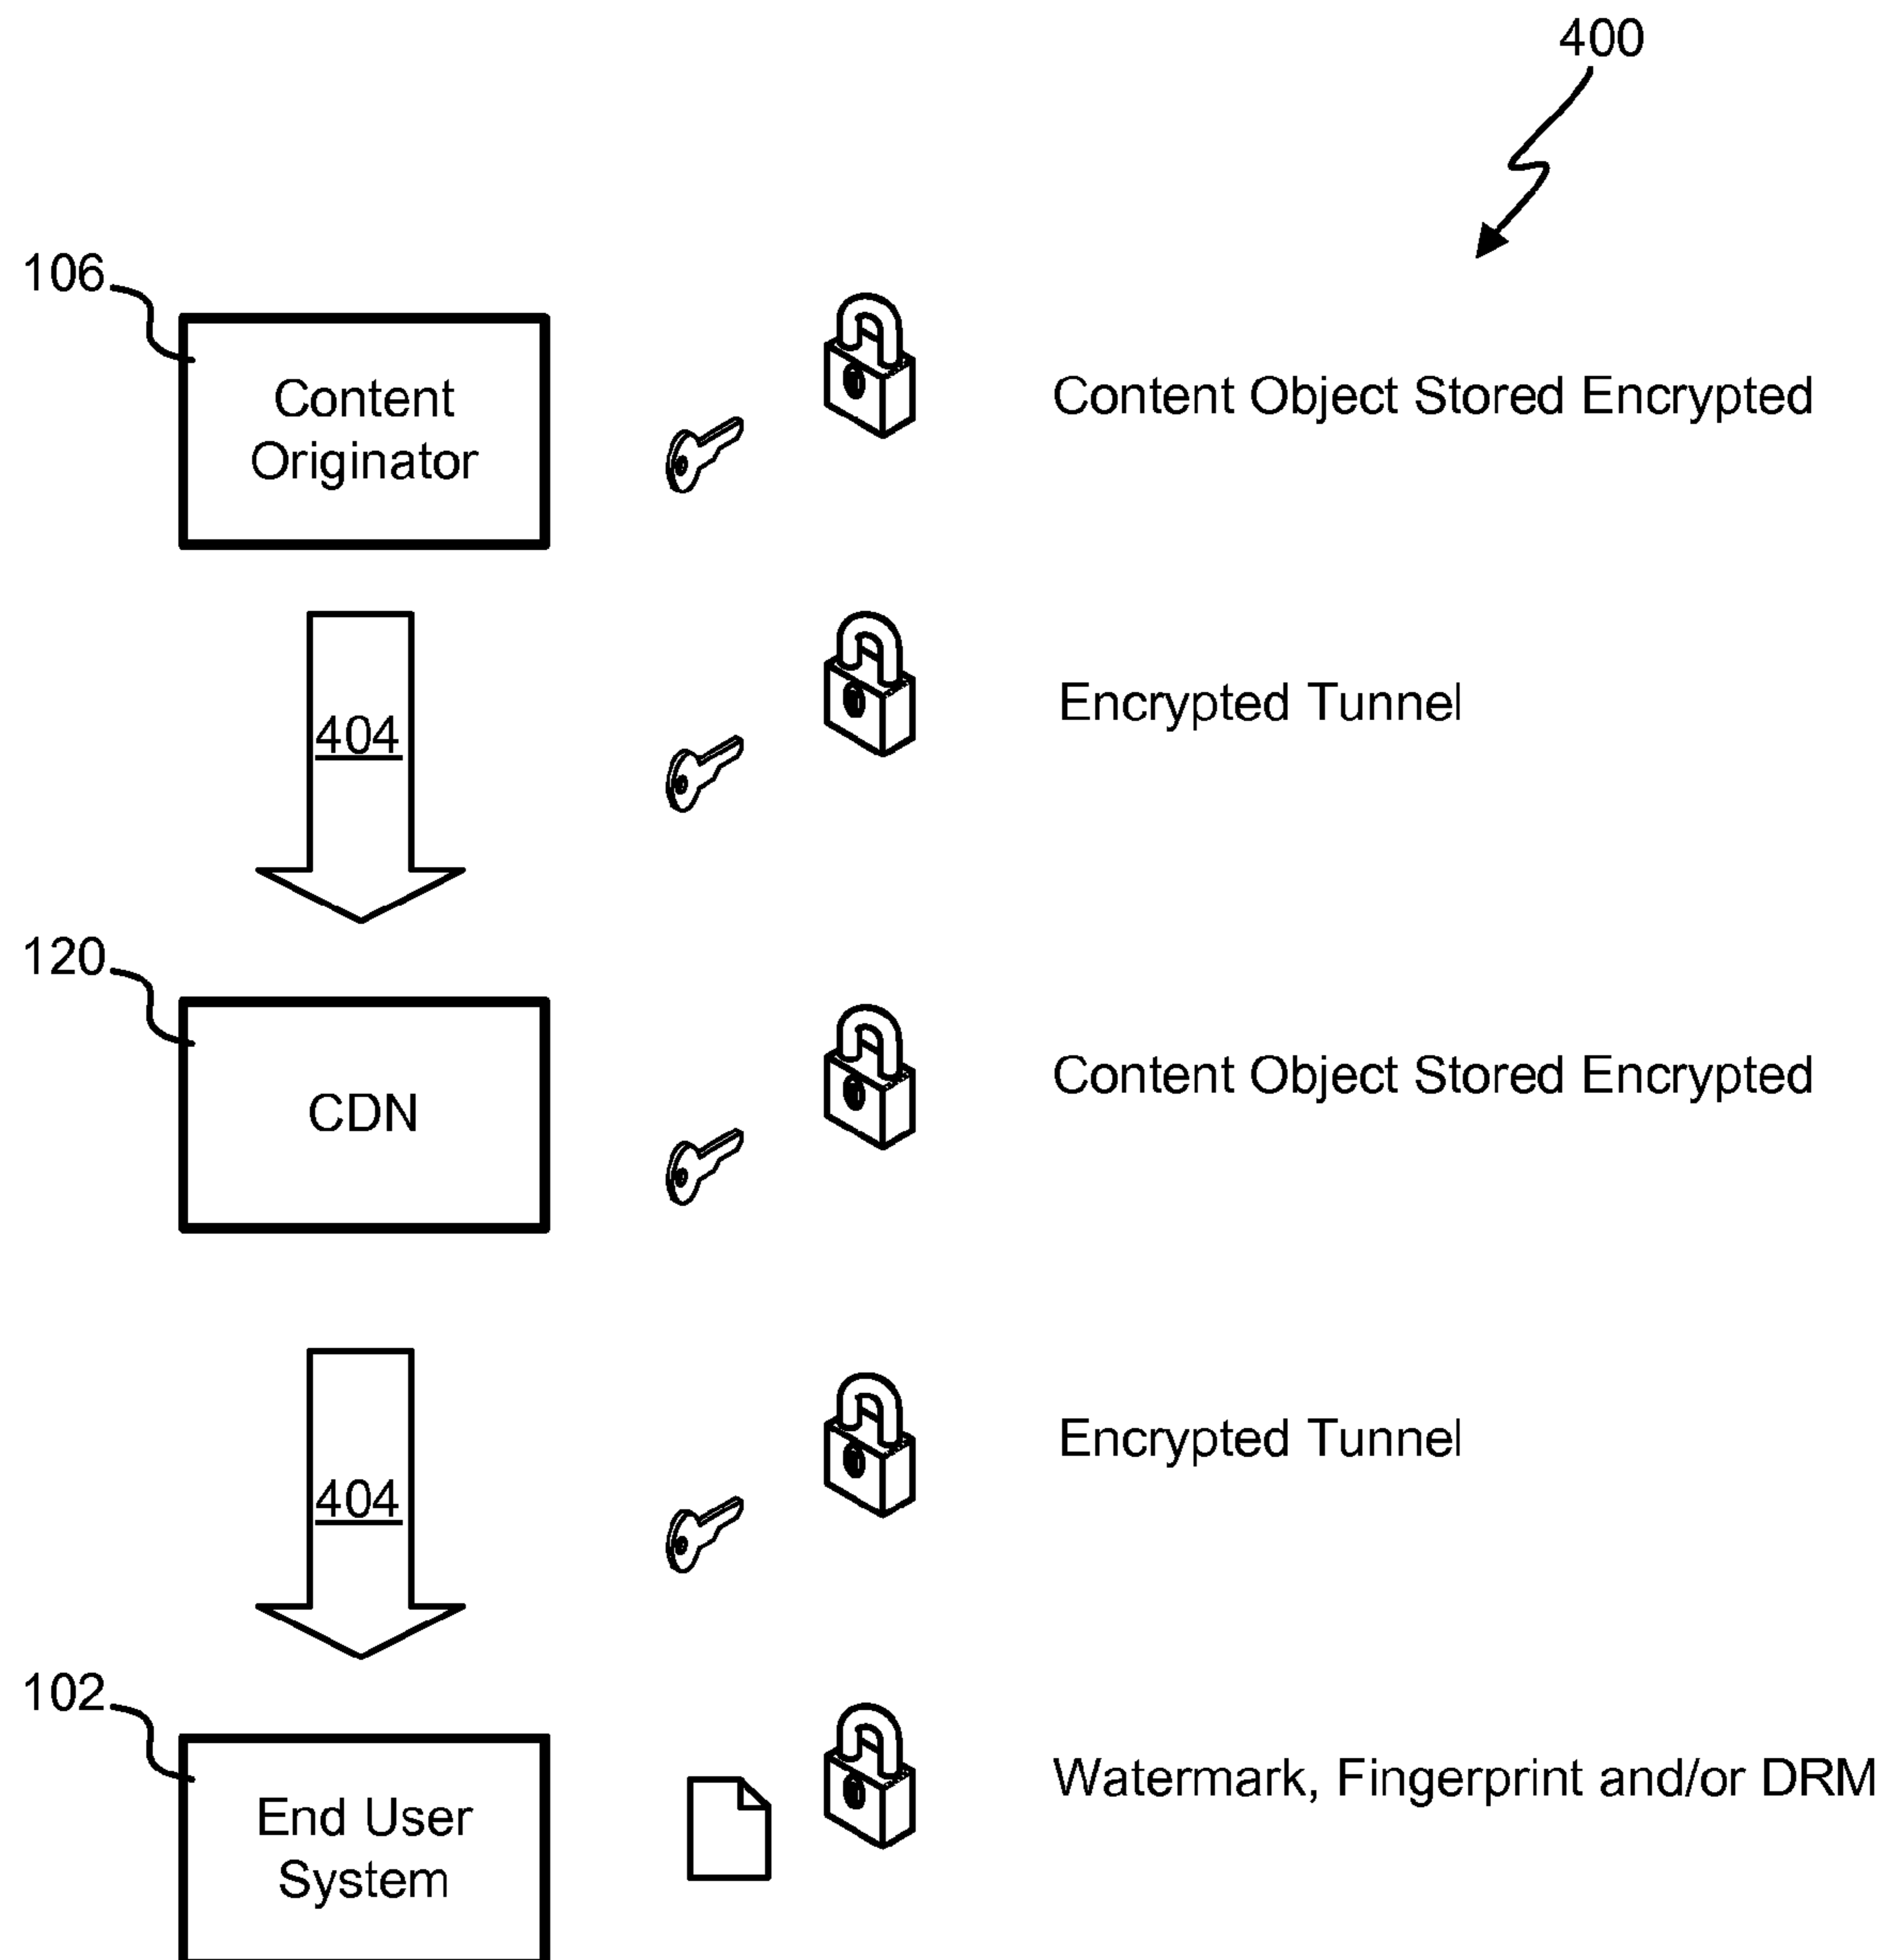 400
106
Content
Originator
Content Object Stored Encrypted
404
Encrypted Tunnel
120
CDN
Content Object Stored Encrypted
404
Encrypted Tunnel
102
End User
System
Watermark, Fingerprint and/or DRM